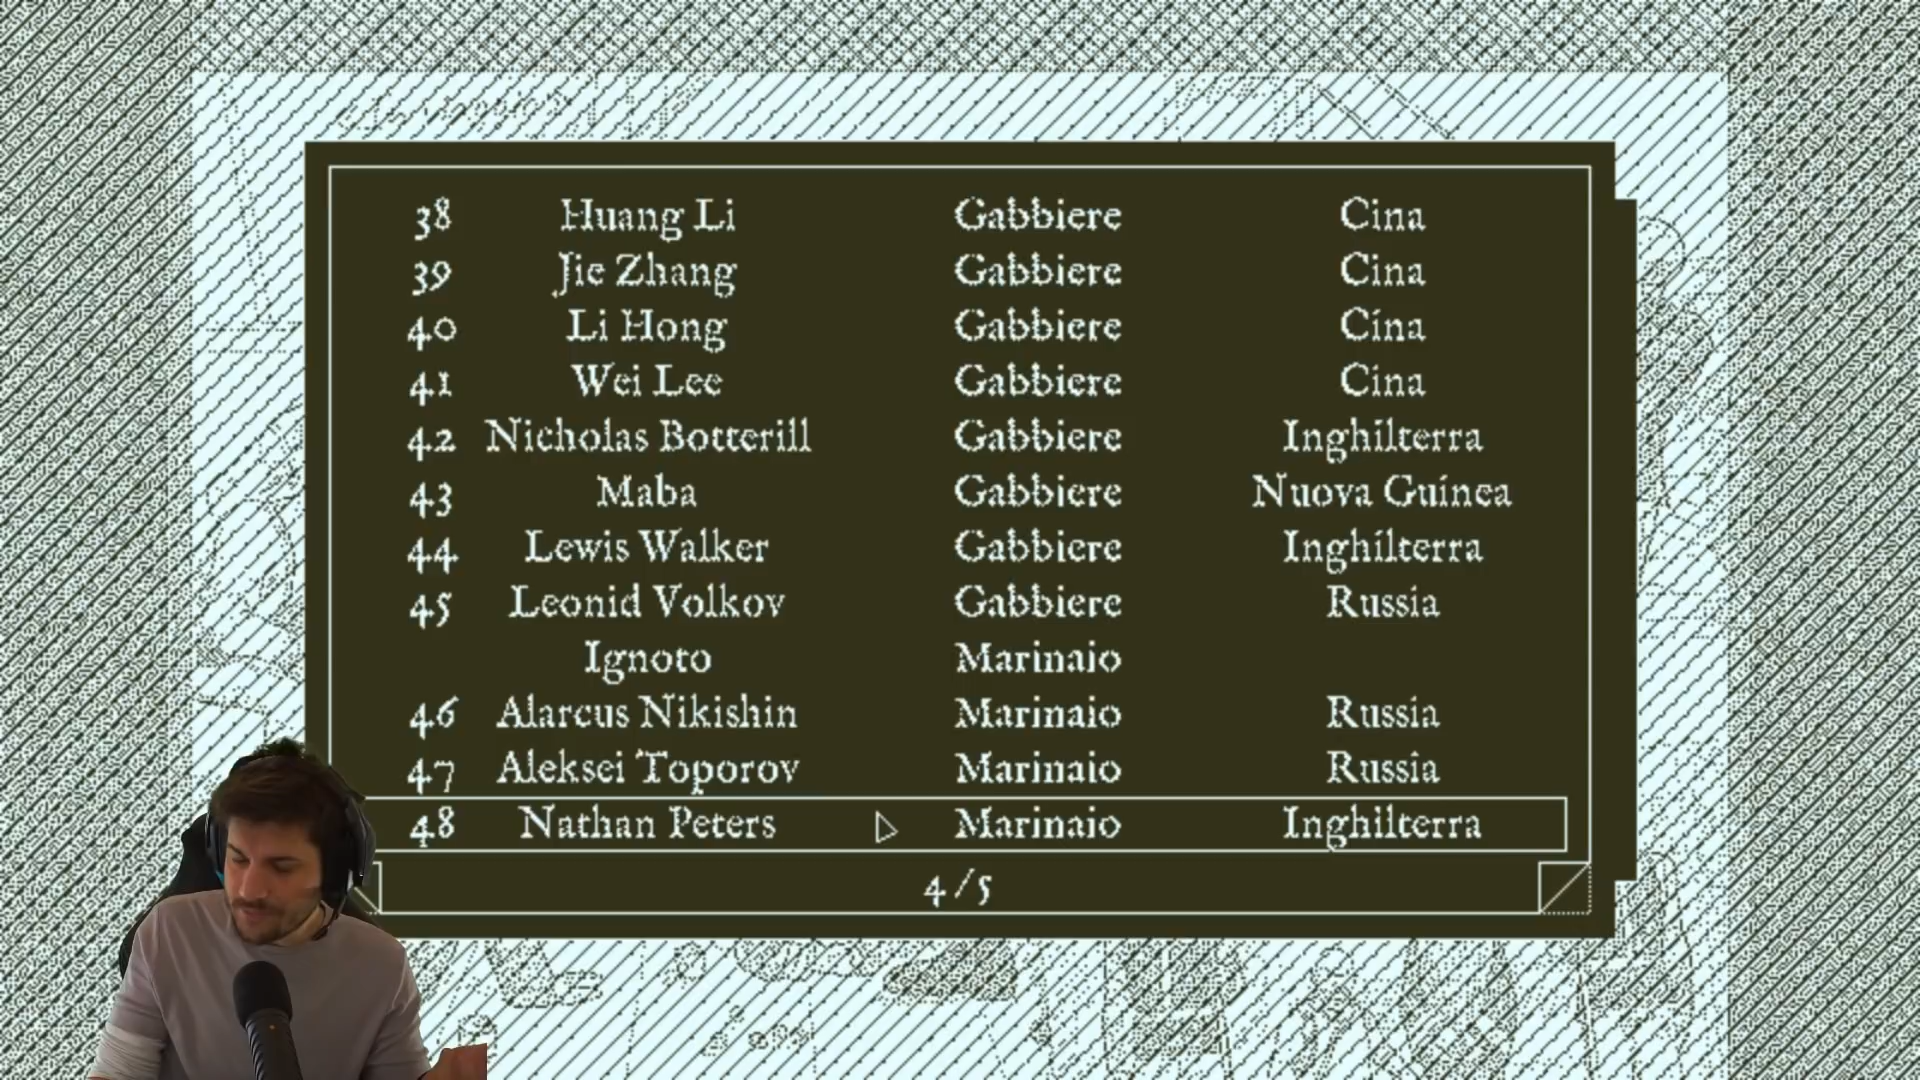 38 Huang Li Gabbiere Cina
39 Jie Zhang Gabbiere Cina
40 Li Hong Gabbiere Cina
41 Wei Lee Gabbiere Cina
42 Nicholas Botterill Gabbiere Inghilterra
43 Maba Gabbiere Nuova Guinea
44 Lewis Walker Gabbiere Inghilterra
45 Leonid Volkov Gabbiere Russia
Ignoto Marinaio
46 Alarcus Nikishin Marinaio Russia
47 Aleksei Toporov Marinaio Russia
48 Nathan Peters Marinaio Inghilterra
4/5